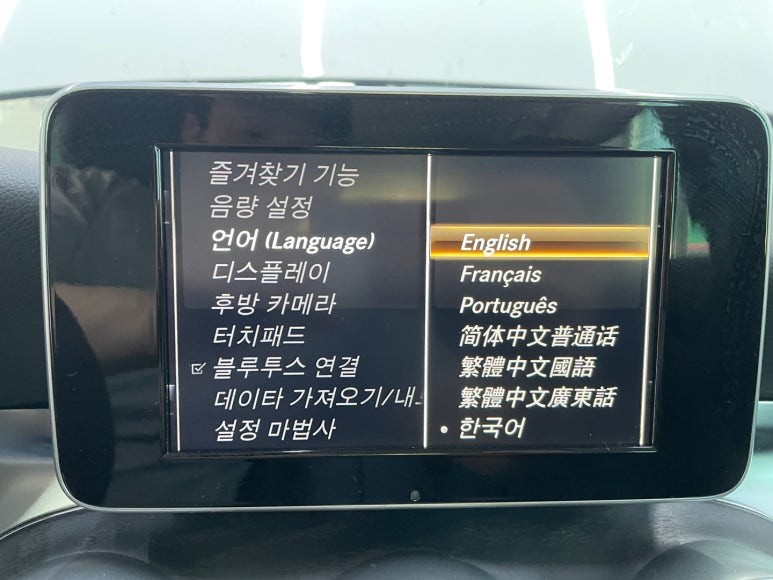 즐겨찾기 기능
음량 설정
언어 (Language)
디스플레이
후방 카메라
터치패드
블루투스 연결
데이타 가져오기/내
설정 마법사
English
Français
Português
简体中文普通话
繁體中文國語
繁體中文廣東話
한국어